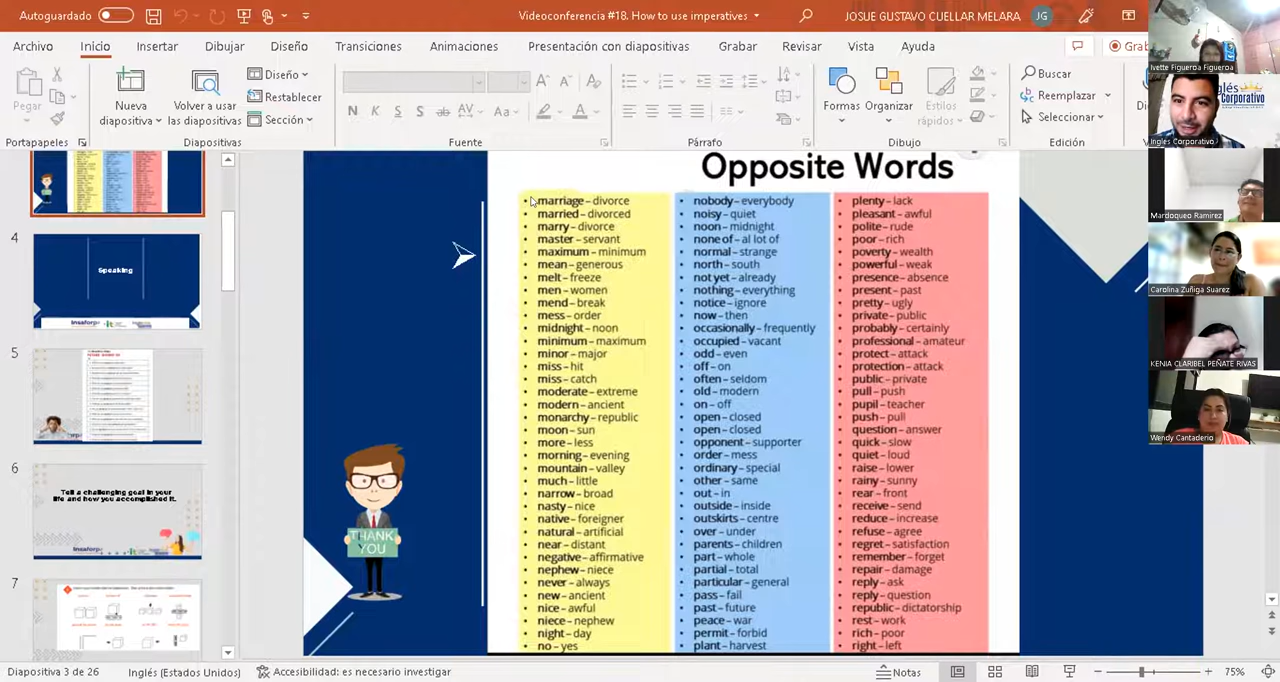 Autoguardado
Videoconferencia #18. How to use imperatives
JOSUE GUSTAVO CUELLAR MELARA
JG
Archivo
Inicio
Insertar
Dibujar
Diseño
Transiciones
Animaciones
Presentación con diapositivas
Grabar
Revisar
Vista
Ayuda
Grab
Pegar
Nueva
diapositiva
Volver a usar
las diapositivas
Diseño
Restablecer
Sección
N K S S ab AV Aa A
Formas
Organizar
Estilos
rápidos
Buscar
Reemplazar
Seleccionar
Portapapeles
Diapositivas
Fuente
Párrafo
Dibujo
Edición
Ivette Figueroa Figueroa
Inglés
Corporativo
Inglés Corporativo
Mardoqueo Ramirez
Carolina Zuñiga Suarez
KENIA CLARIBEL PEÑATE RIVAS
Wendy Cantaderio
4
Speaking
5
6
Tell a challenging goal in your
life and how you accomplished it.
7
THANK
YOU
Opposite Words
• marriage – divorce
• married – divorced
• marry – divorce
• master – servant
• maximum – minimum
• mean – generous
• melt – freeze
• men – women
• mend – break
• mess – order
• midnight – noon
• minimum – maximum
• minor – major
• miss – hit
• miss – catch
• moderate – extreme
• modern – ancient
• monarchy – republic
• moon – sun
• more – less
• morning – evening
• mountain – valley
• much – little
• narrow – broad
• nasty – nice
• native – foreigner
• natural – artificial
• near – distant
• negative – affirmative
• nephew – niece
• never – always
• new – ancient
• nice – awful
• niece – nephew
• night – day
• no – yes
• nobody – everybody
• noisy – quiet
• noon – midnight
• none of – al lot of
• normal – strange
• north – south
• not yet – already
• nothing – everything
• notice – ignore
• now – then
• occasionally – frequently
• occupied – vacant
• odd – even
• off – on
• often – seldom
• old – modern
• on – off
• open – closed
• open – closed
• opponent – supporter
• order – mess
• ordinary – special
• other – same
• out – in
• outside – inside
• outskirts – centre
• over – under
• parents – children
• part – whole
• partial – total
• particular – general
• pass – fail
• past – future
• peace – war
• permit – forbid
• plant – harvest
• plenty – lack
• pleasant – awful
• polite – rude
• poor – rich
• poverty – wealth
• powerful – weak
• presence – absence
• present – past
• pretty – ugly
• private – public
• probably – certainly
• professional – amateur
• protect – attack
• protection – attack
• public – private
• pull – push
• pupil – teacher
• push – pull
• question – answer
• quick – slow
• quiet – loud
• raise – lower
• rainy – sunny
• rear – front
• receive – send
• reduce – increase
• refuse – agree
• regret – satisfaction
• remember – forget
• repair – damage
• reply – ask
• reply – question
• republic – dictatorship
• rest – work
• rich – poor
• right – left
Diapositiva 3 de 26
Inglés (Estados Unidos)
Accesibilidad: es necesario investigar
Notas
75%